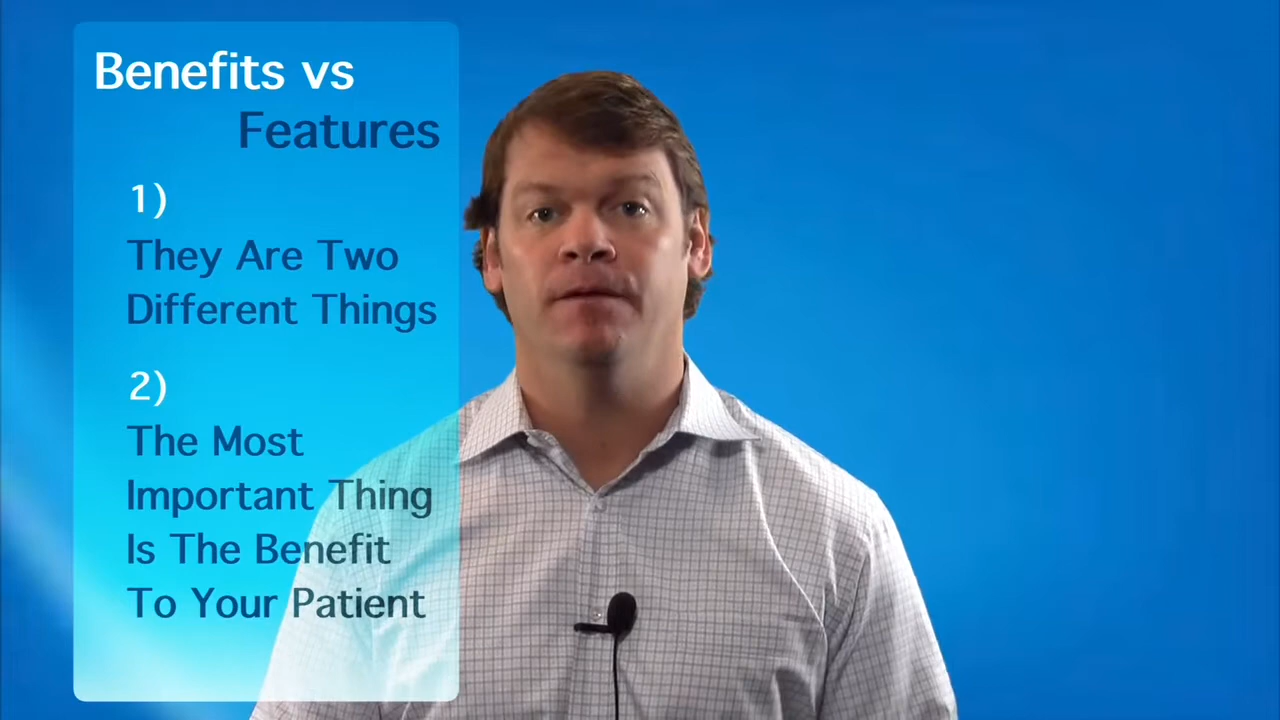 Benefits vs
Features
1)
They Are Two
Different Things
2)
The Most
Important Thing
Is The Benefit
To Your Patient